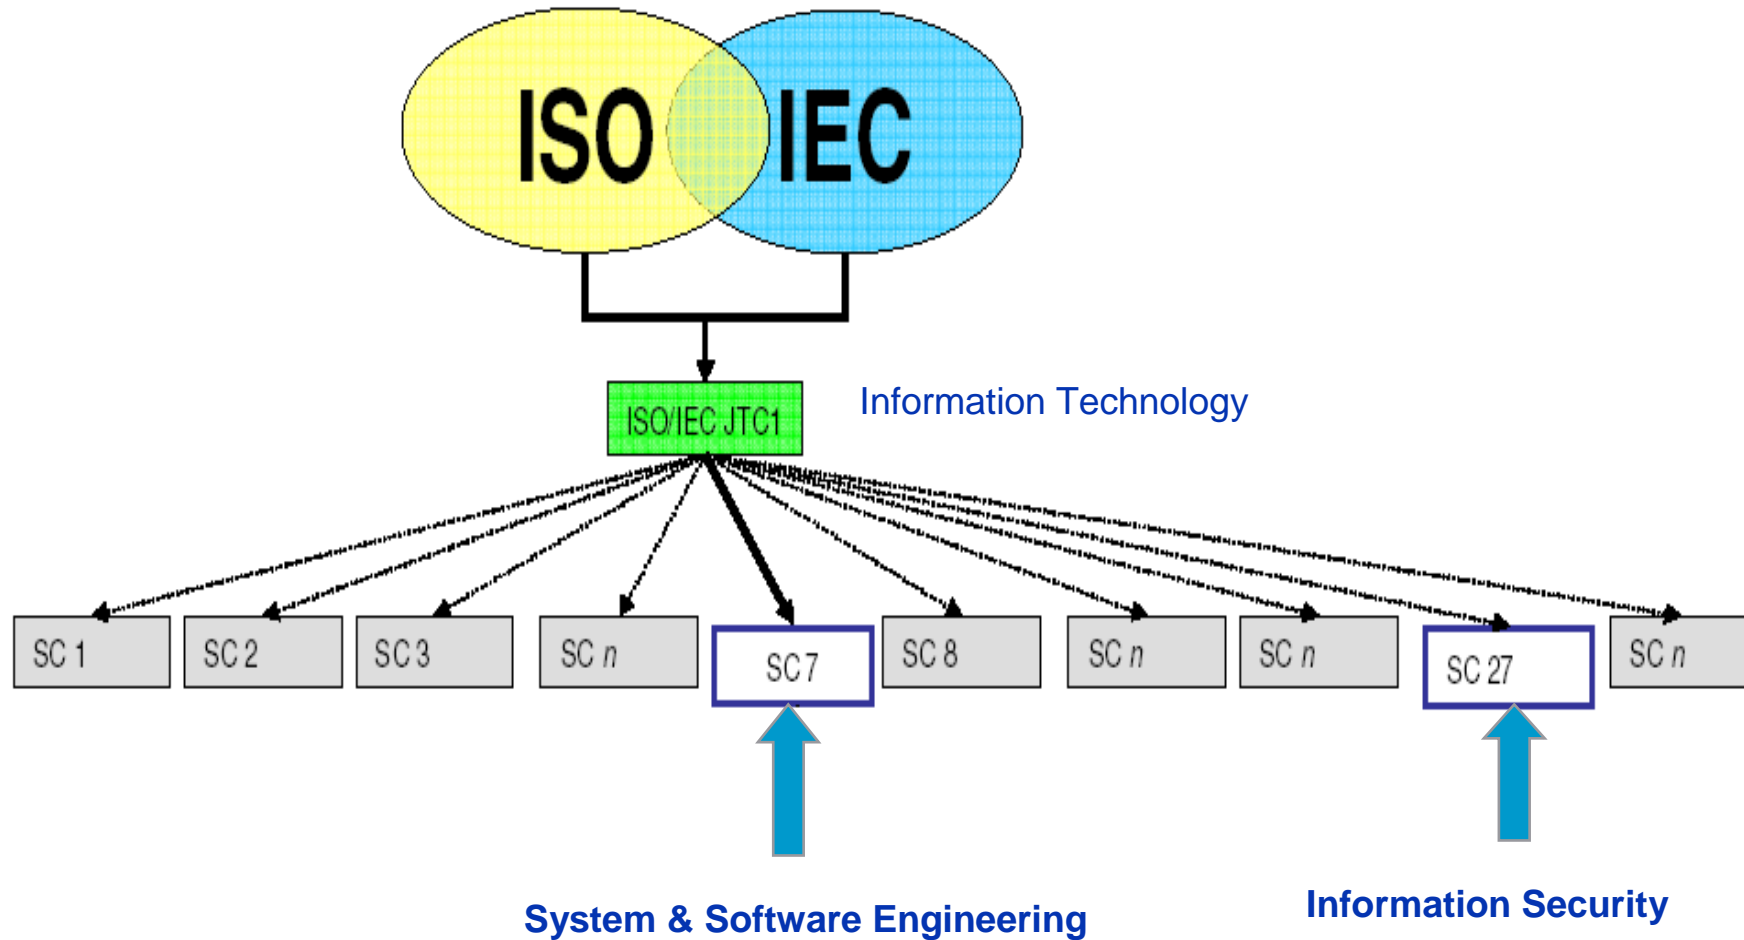 ISO IEC
ISO/IEC JTC1
Information Technology
SC 1
SC 2
SC 3
SC n
SC 7
SC 8
SC n
SC n
SC 27
SC n
System & Software Engineering
Information Security